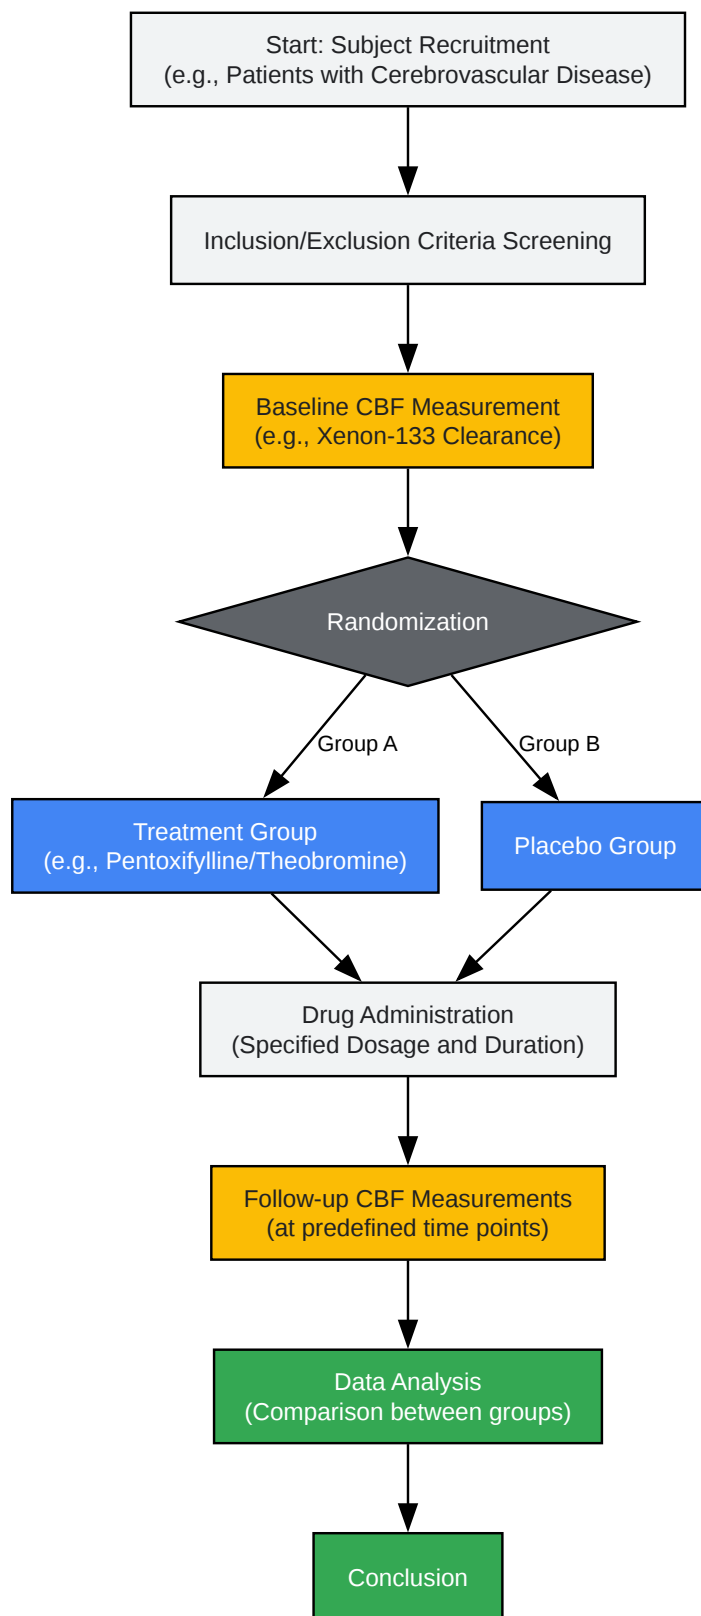 Start: Subject Recruitment
(e.g., Patients with Cerebrovascular Disease)
Inclusion/Exclusion Criteria Screening
Baseline CBF Measurement
(e.g., Xenon-133 Clearance)
Randomization
Group A
Group B
Treatment Group
(e.g., Pentoxifylline/Theobromine)
Placebo Group
Drug Administration
(Specified Dosage and Duration)
Follow-up CBF Measurements
(at predefined time points)
Data Analysis
(Comparison between groups)
Conclusion